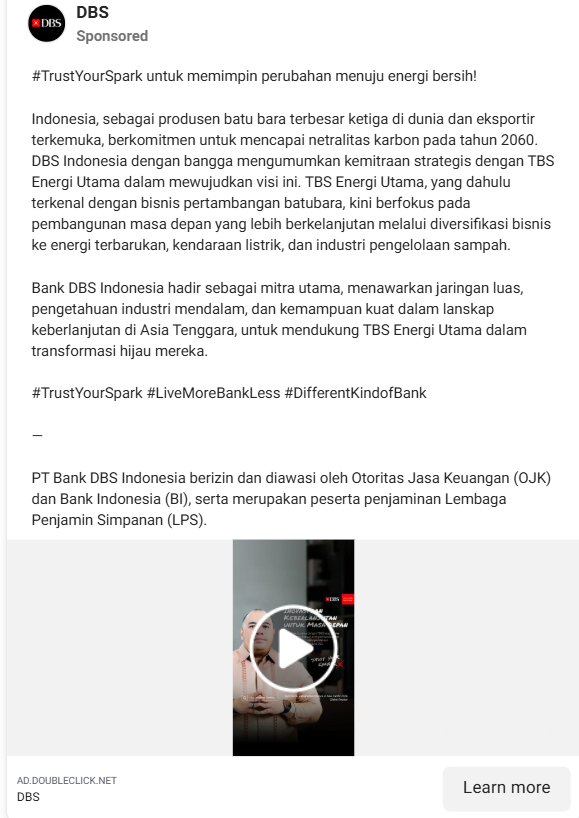 DBS
DBS
Sponsored
#TrustYourSpark untuk memimpin perubahan menuju energi bersih!
Indonesia, sebagai produsen batu bara terbesar ketiga di dunia dan eksportir
terkemuka, berkomitmen untuk mencapai netralitas karbon pada tahun 2060.
DBS Indonesia dengan bangga mengumumkan kemitraan strategis dengan TBS
Energi Utama dalam mewujudkan visi ini. TBS Energi Utama, yang dahulu
terkenal dengan bisnis pertambangan batubara, kini berfokus pada
pembangunan masa depan yang lebih berkelanjutan melalui diversifikasi bisnis
ke energi terbarukan, kendaraan listrik, dan industri pengelolaan sampah.
Bank DBS Indonesia hadir sebagai mitra utama, menawarkan jaringan luas,
pengetahuan industri mendalam, dan kemampuan kuat dalam lanskap
keberlanjutan di Asia Tenggara, untuk mendukung TBS Energi Utama dalam
transformasi hijau mereka.
#TrustYourSpark #LiveMoreBankLess #DifferentKindofBank
—
PT Bank DBS Indonesia berizin dan diawasi oleh Otoritas Jasa Keuangan (OJK)
dan Bank Indonesia (BI), serta merupakan peserta penjaminan Lembaga
Penjamin Simpanan (LPS).
DBS
Keberlanjutan
untuk Masa Depan
AD.DOUBLECLICK.NET
DBS
Learn more